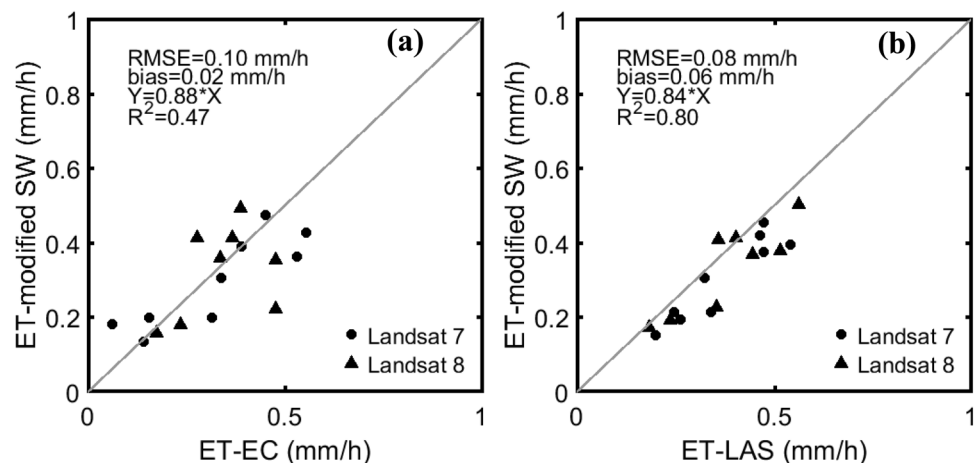 (a)
RMSE=0.10 mm/h
bias=0.02 mm/h
Y=0.88*X
R²=0.47
1
0.8
0.6
0.4
0.2
0
ET-modified SW (mm/h)
Landsat 7
Landsat 8
0 0.5 1
ET-EC (mm/h)
(b)
RMSE=0.08 mm/h
bias=0.06 mm/h
Y=0.84*X
R²=0.80
1
0.8
0.6
0.4
0.2
0
ET-modified SW (mm/h)
Landsat 7
Landsat 8
0 0.5 1
ET-LAS (mm/h)